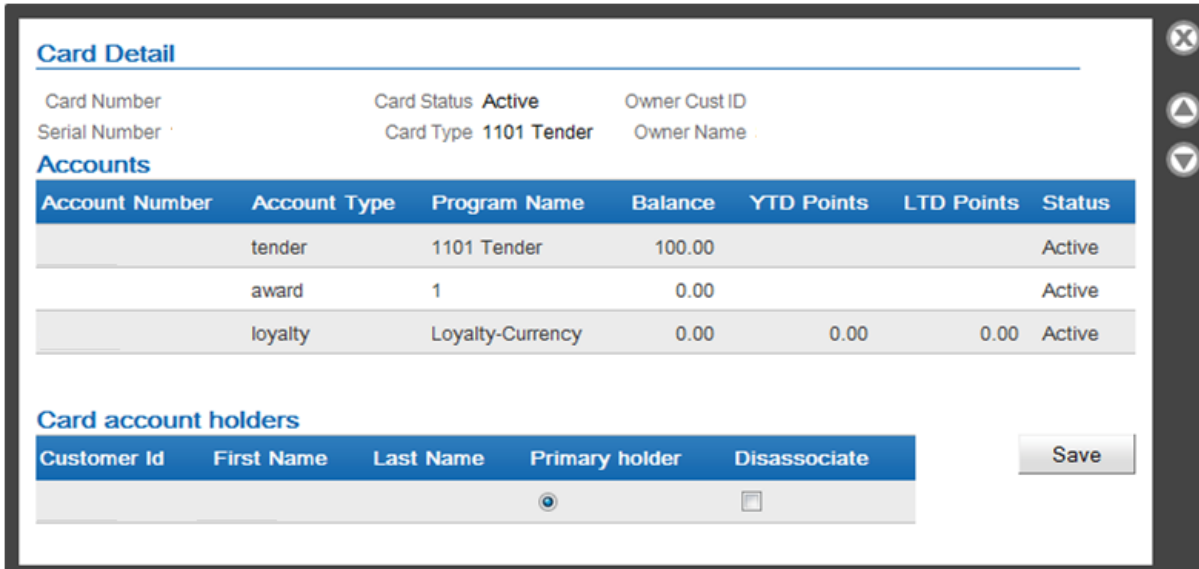 Card Detail
Card Number Card Status Active Owner Cust ID
Serial Number Card Type 1101 Tender Owner Name
Accounts
Account Number Account Type Program Name Balance YTD Points LTD Points Status
tender 1101 Tender 100.00 Active
award 1 0.00 Active
loyalty Loyalty-Currency 0.00 0.00 0.00 Active
Card account holders
Customer Id First Name Last Name Primary holder Disassociate
Save